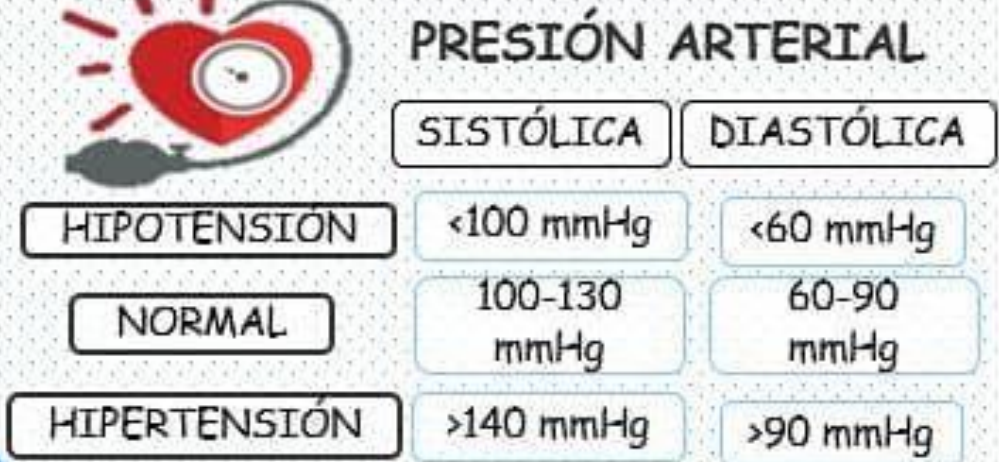 PRESIÓN ARTERIAL
SISTÓLICA DIASTÓLICA
HIPOTENSIÓN <100 mmHg <60 mmHg
NORMAL 100-130 mmHg 60-90 mmHg
HIPERTENSIÓN >140 mmHg >90 mmHg